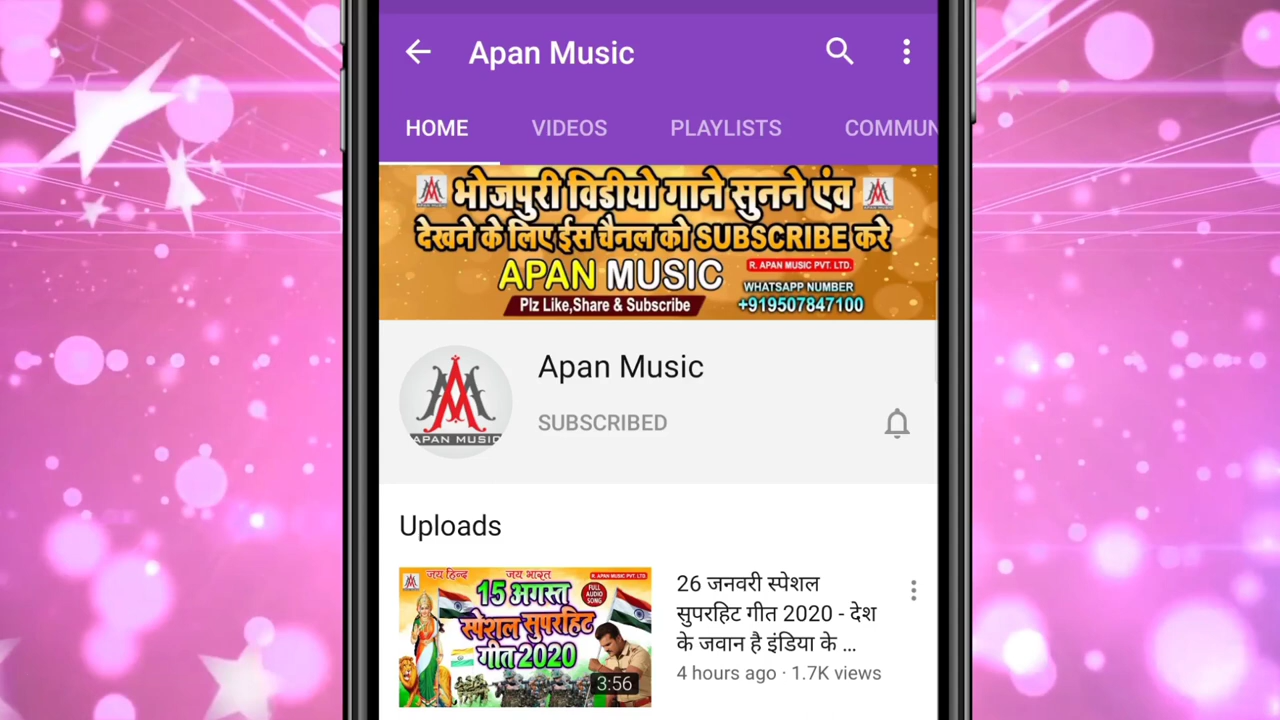 Apan Music
HOME VIDEOS PLAYLISTS COMMUN
भोजपुरी विडीयो गाने सुनने एंव
देखने के लिए ईस चैनल को SUBSCRIBE करे
APAN MUSIC
R. APAN MUSIC PVT. LTD.
Plz Like,Share & Subscribe
WHATSAPP NUMBER
+919507847100
Apan Music
SUBSCRIBED
APAN MUSIC
Uploads
जय हिन्द जय भारत
R. APAN MUSIC PVT. LTD
15 अगस्त
FULL
AUDIO
SONG
स्पेशल सुपरहिट
गीत 2020
3:56
26 जनवरी स्पेशल
सुपरहिट गीत 2020 - देश
के जवान है इंडिया के ...
4 hours ago · 1.7K views